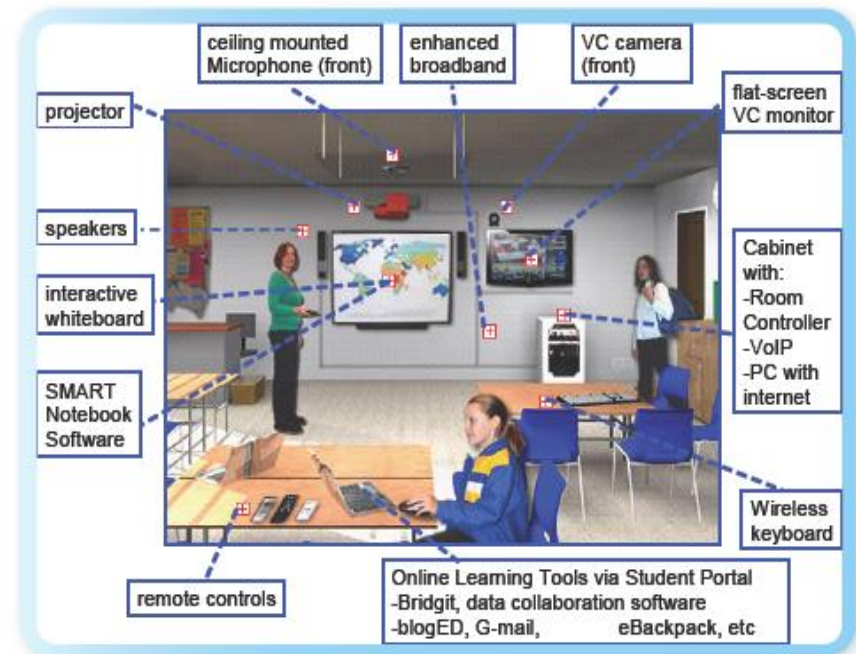 ceiling mounted
Microphone (front)
enhanced
broadband
VC camera
(front)
flat-screen
VC monitor
projector
speakers
interactive
whiteboard
SMART
Notebook
Software
Cabinet
with:
-Room
Controller
-VoIP
-PC with
internet
Wireless
keyboard
remote controls
Online Learning Tools via Student Portal
-Bridgit, data collaboration software
-blogED, G-mail, eBackpack, etc